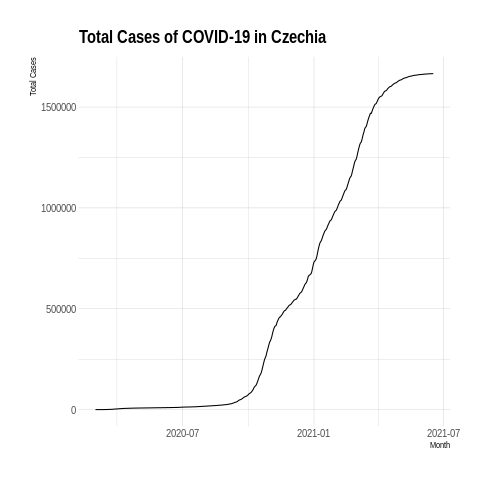 Total Cases of COVID-19 in Czechia
Total Cases
1500000
1000000
500000
0
2020-07
2021-01
2021-07
Month